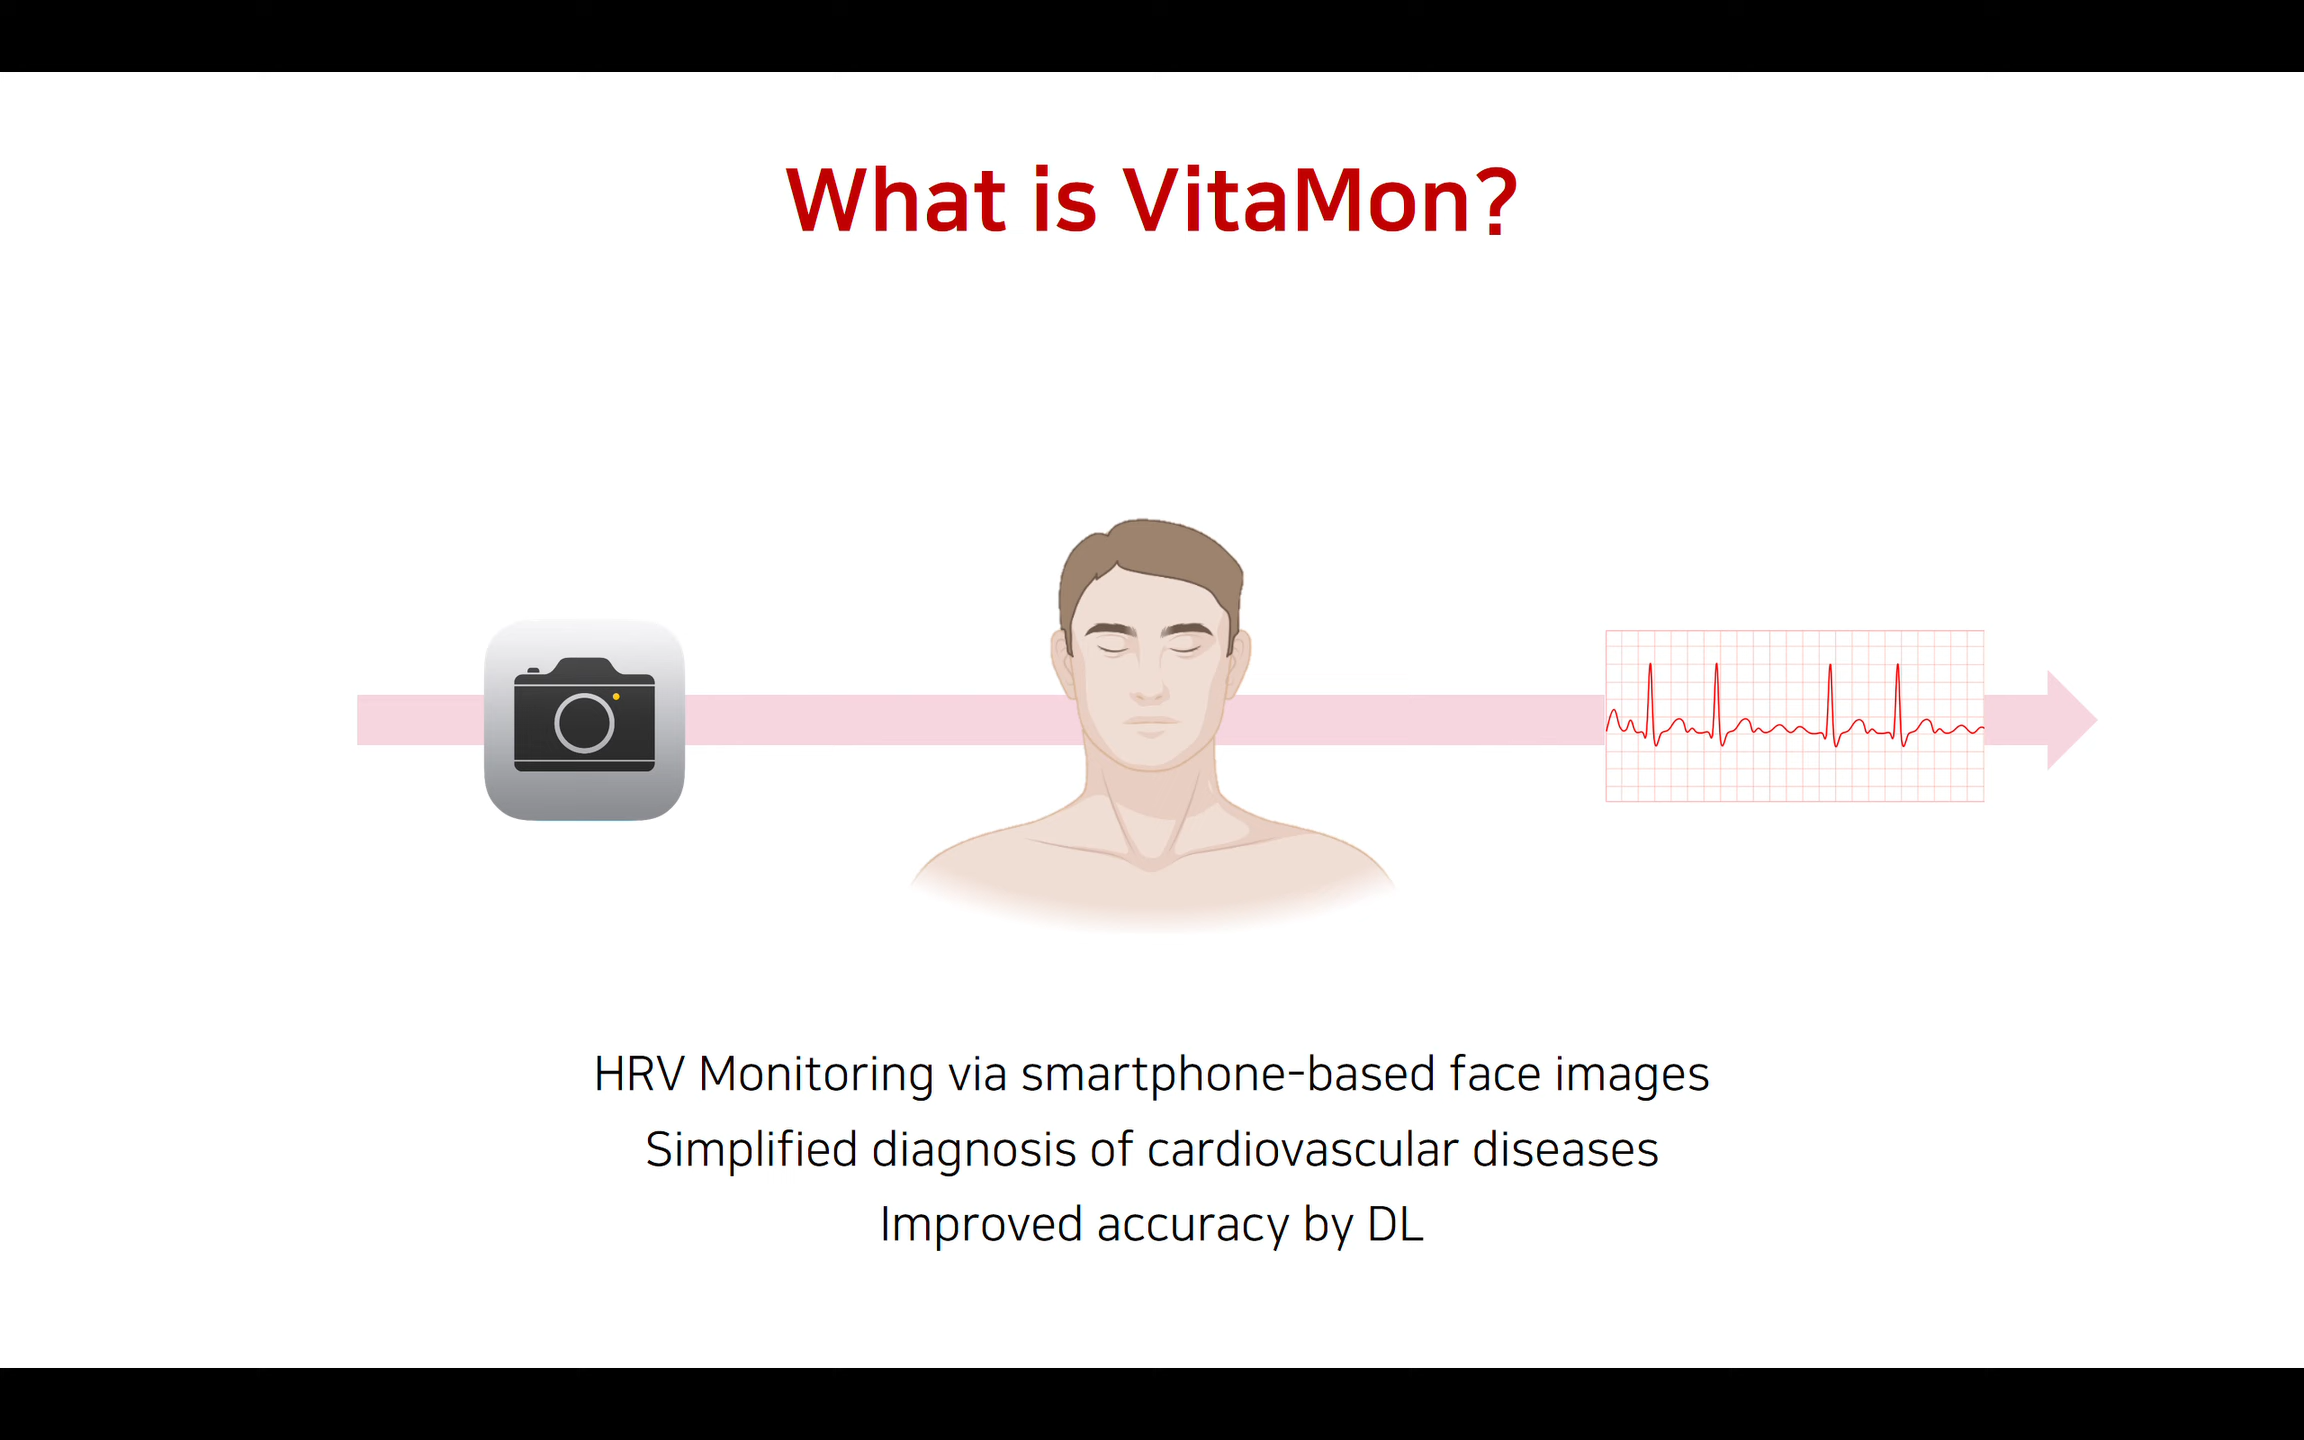 What is VitaMon?
HRV Monitoring via smartphone-based face images
Simplified diagnosis of cardiovascular diseases
Improved accuracy by DL